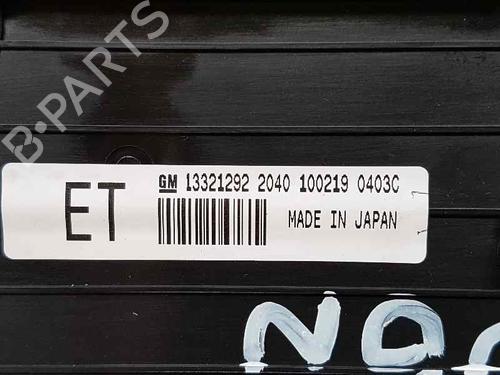 B-PARTS
ET
GM 13321292 2040 100219 0403C
MADE IN JAPAN